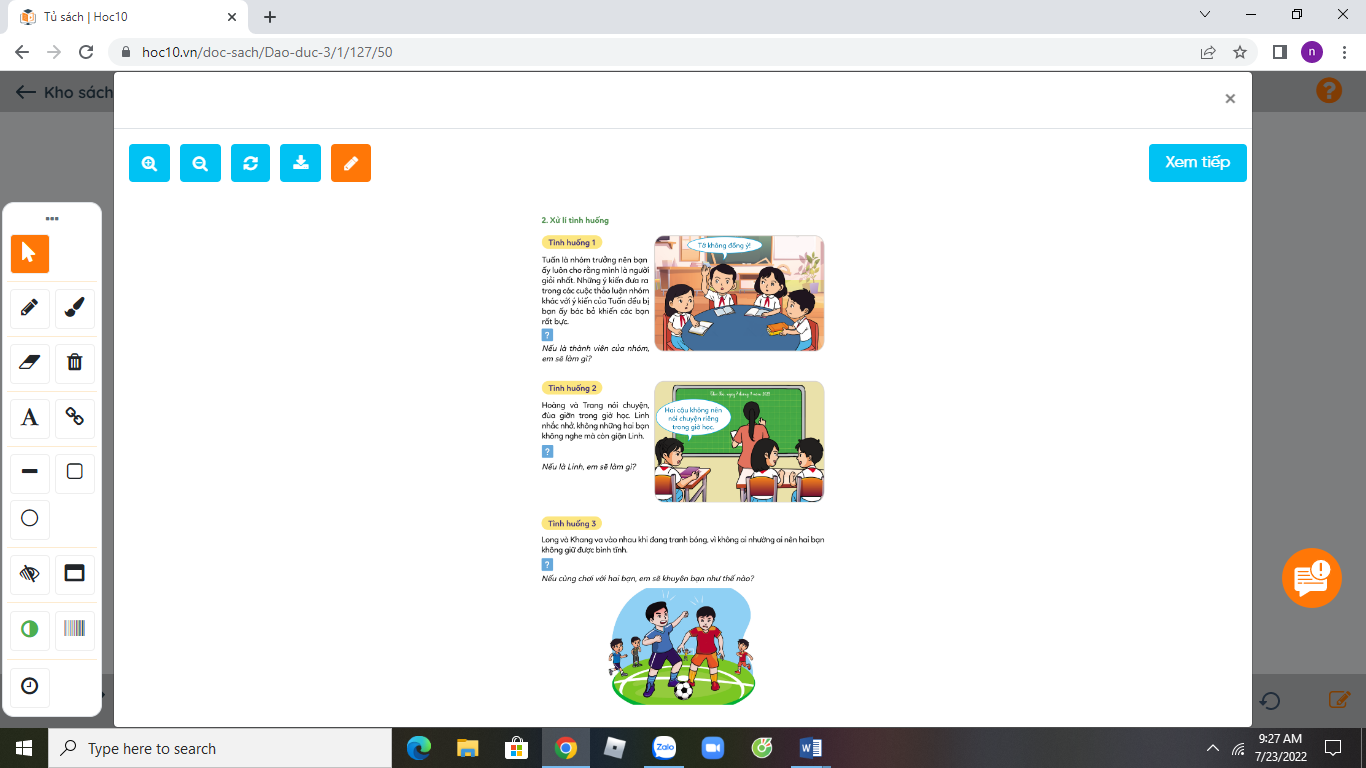 Tủ sách | Hoc10
hoc10.vn/doc-sach/Dao-duc-3/1/127/50
n
Kho sách
Xem tiếp
2. Xử lí tình huống
Tình huống 1
Tuấn là nhóm trưởng nên bạn
ấy luôn cho rằng mình là người
giỏi nhất. Những ý kiến đưa ra
trong các cuộc thảo luận nhóm
khác với ý kiến của Tuấn đều bị
bạn ấy bác bỏ khiến các bạn
rất bực.
?
Nếu là thành viên của nhóm,
em sẽ làm gì?
Tớ không đồng ý!
Tình huống 2
Hoàng và Trang nói chuyện,
đùa giỡn trong giờ học. Linh
nhắc nhở, không những hai bạn
không nghe mà còn giận Linh.
?
Nếu là Linh, em sẽ làm gì?
Hai cậu không nên
nói chuyện riêng
trong giờ học.
Tình huống 3
Long và Khang va vào nhau khi đang tranh bóng, vì không ai nhường ai nên hai bạn
không giữ được bình tĩnh.
?
Nếu cùng chơi với hai bạn, em sẽ khuyên bạn như thế nào?
A
Type here to search
Zalo
W
9:27 AM
7/23/2022